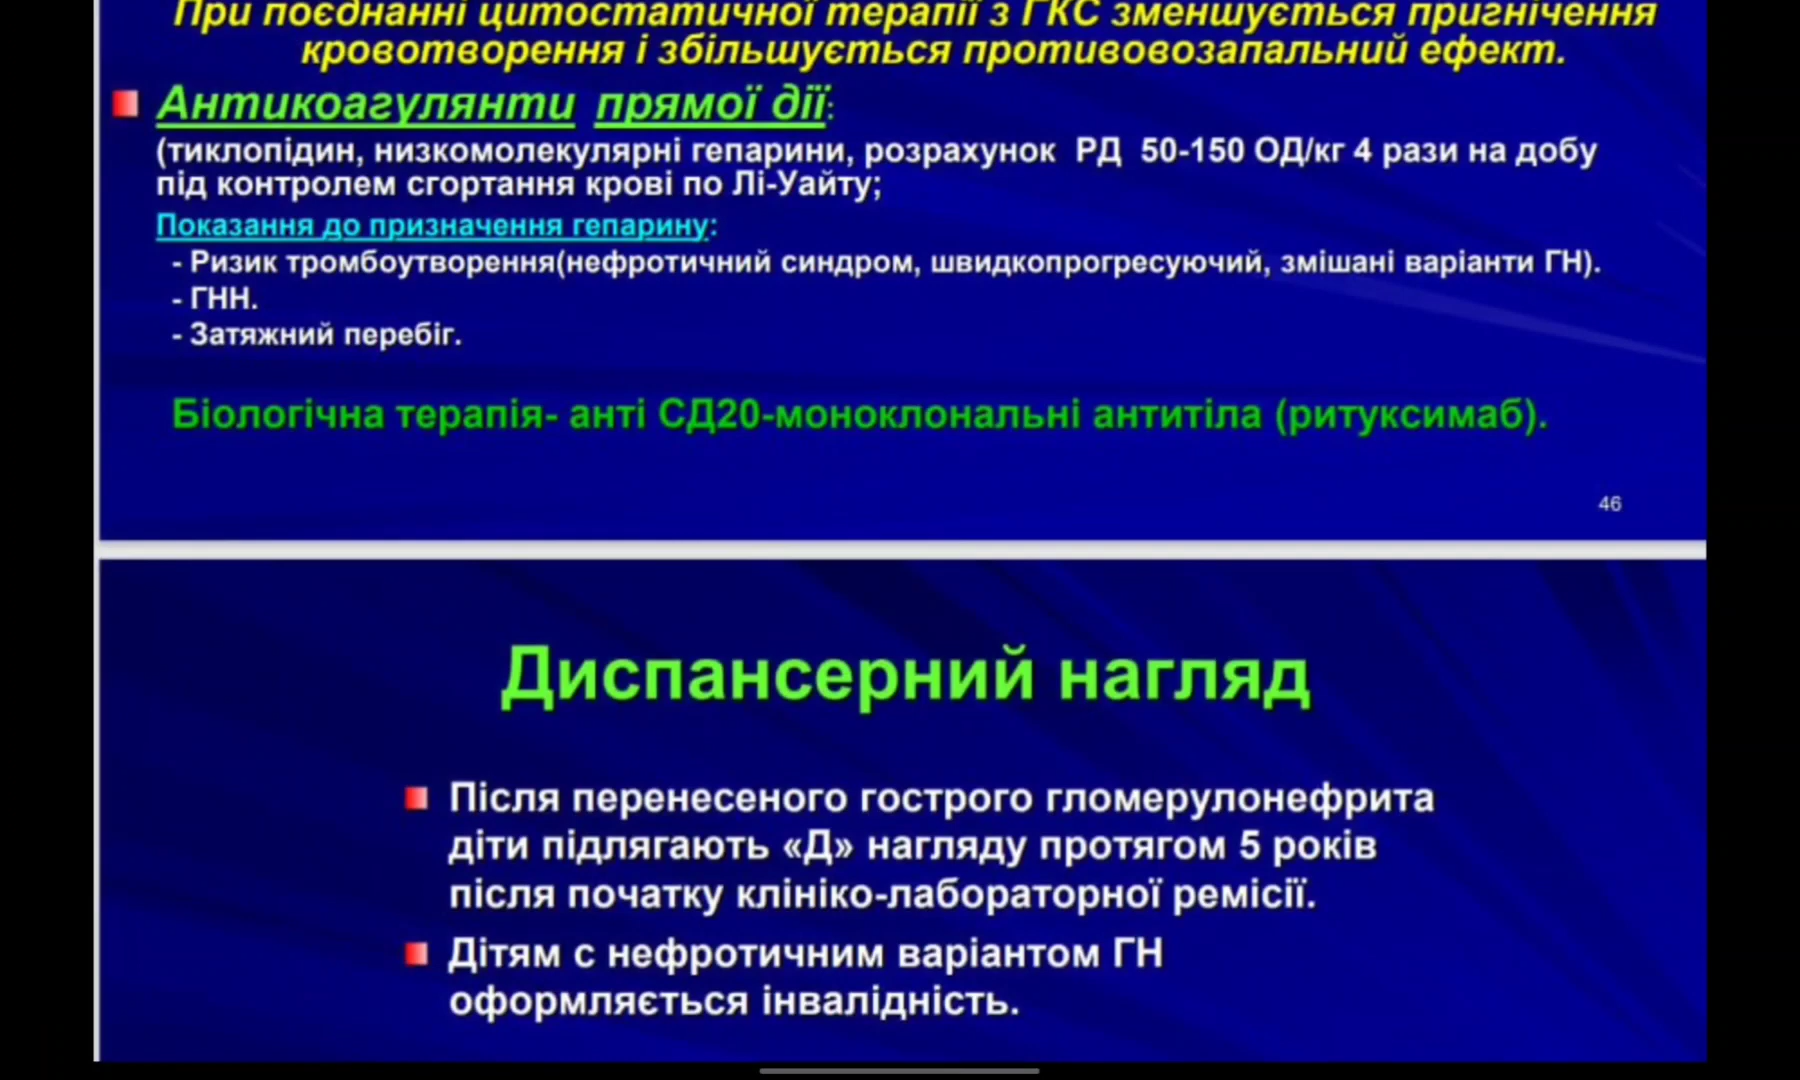 При поєднанні цитостатичної терапії з ГКС зменшується пригнічення
кровотворення і збільшується противовозапальний ефект.
Антикоагулянти прямої дії:
(тиклопідин, низкомолекулярні гепарини, розрахунок РД 50-150 ОД/кг 4 рази на добу
під контролем сгортання крові по Лі-Уайту;
Показання до призначення гепарину:
- Ризик тромбоутворення(нефротичний синдром, швидкопрогресуючий, змішані варіанти ГН).
- ГНН.
- Затяжний перебіг.
Біологічна терапія- анті СД20-моноклональні антитіла (ритуксимаб).
46
Диспансерний нагляд
Після перенесеного гострого гломерулонефрита
діти підлягають «Д» нагляду протягом 5 років
після початку клініко-лабораторної ремісії.
Дітям с нефротичним варіантом ГН
оформляється інвалідність.